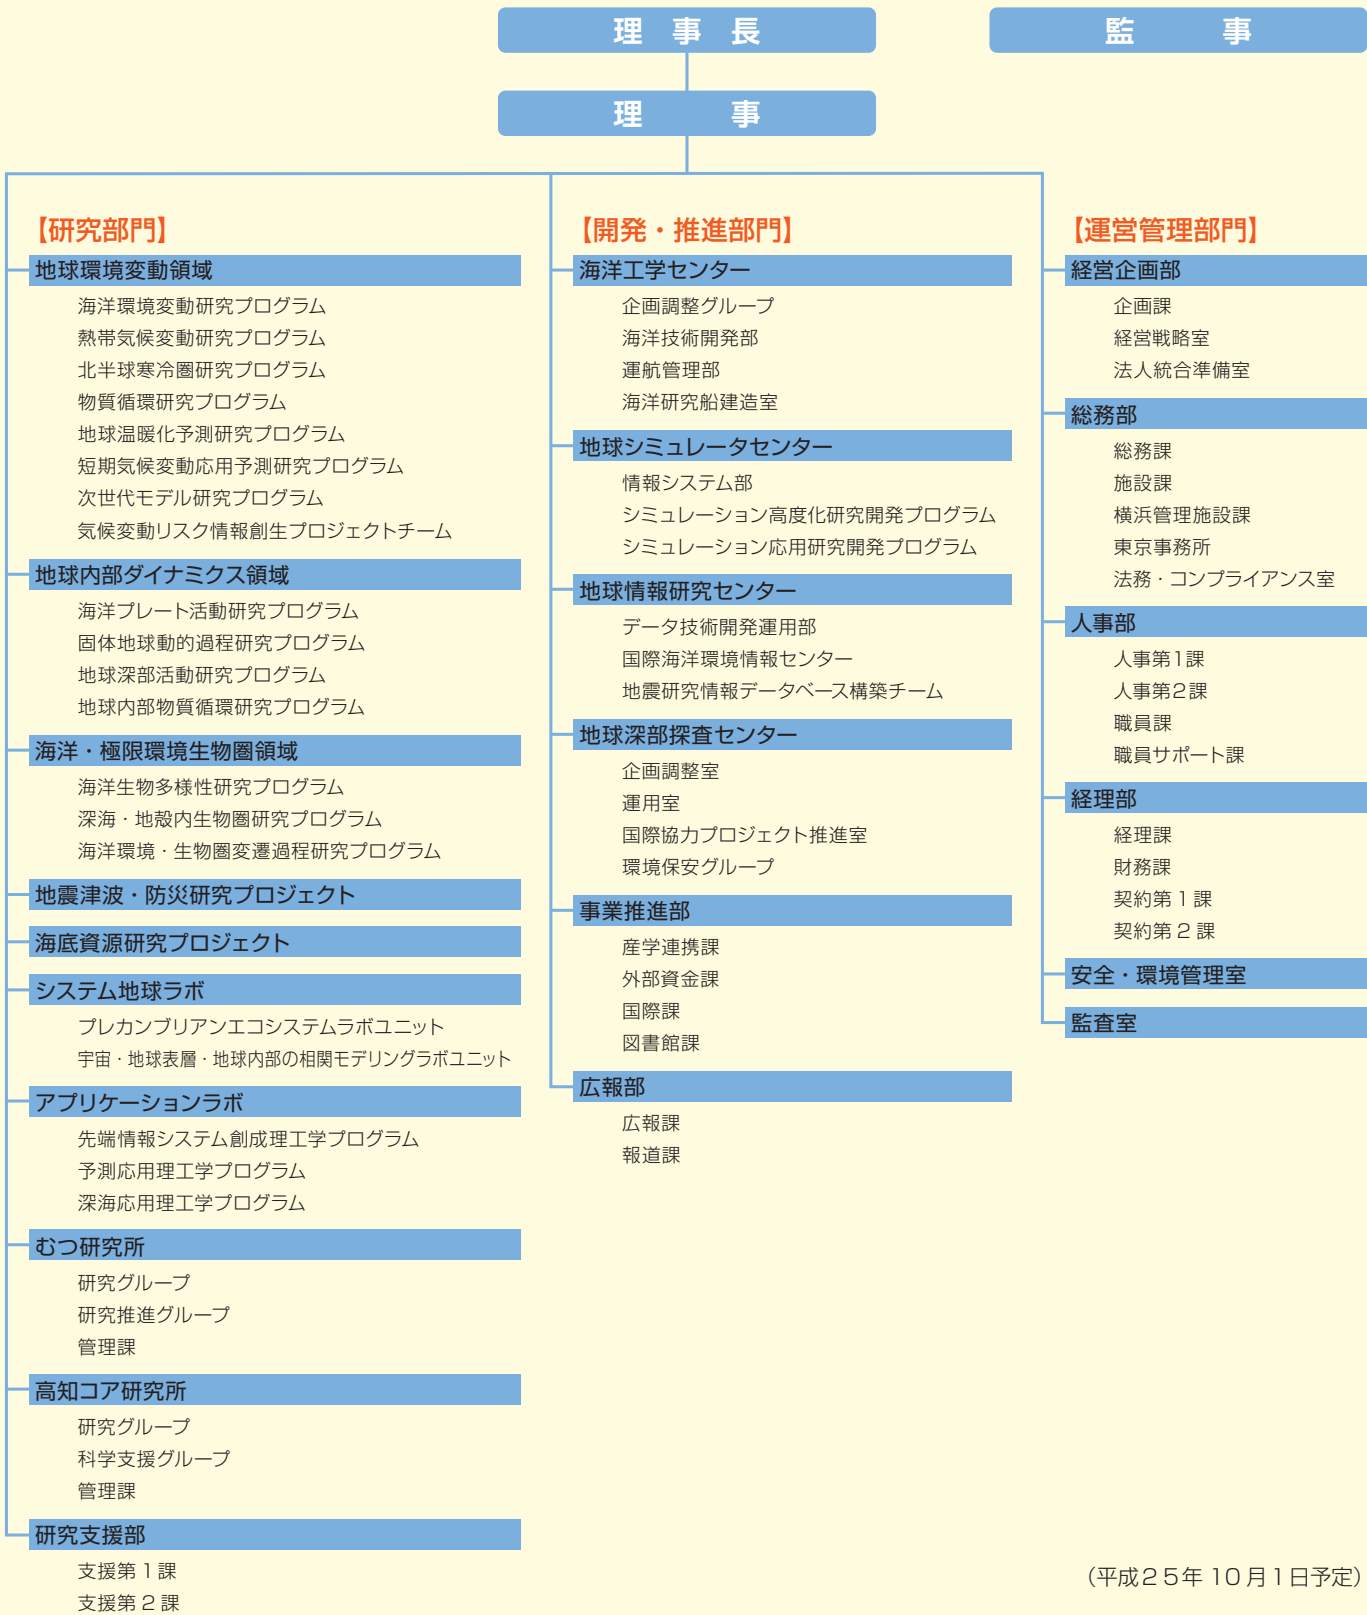 理事長
監事
理事
【研究部門】
地球環境変動領域
海洋環境変動研究プログラム
熱帯気候変動研究プログラム
北半球寒冷圏研究プログラム
物質循環研究プログラム
地球温暖化予測研究プログラム
短期気候変動応用予測研究プログラム
次世代モデル研究プログラム
気候変動リスク情報創生プロジェクトチーム
地球内部ダイナミクス領域
海洋プレート活動研究プログラム
固体地球動的過程研究プログラム
地球深部活動研究プログラム
地球内部物質循環研究プログラム
海洋・極限環境生物圏領域
海洋生物多様性研究プログラム
深海・地殻内生物圏研究プログラム
海洋環境・生物圏変遷過程研究プログラム
地震津波・防災研究プロジェクト
海底資源研究プロジェクト
システム地球ラボ
プレカンブリアンエコシステムラボユニット
宇宙・地球表層・地球内部の相関モデリングラボユニット
アプリケーションラボ
先端情報システム創成理工学プログラム
予測応用理工学プログラム
深海応用理工学プログラム
むつ研究所
研究グループ
研究推進グループ
管理課
高知コア研究所
研究グループ
科学支援グループ
管理課
研究支援部
支援第1課
支援第2課
【開発・推進部門】
海洋工学センター
企画調整グループ
海洋技術開発部
運航管理部
海洋研究船建造室
地球シミュレータセンター
情報システム部
シミュレーション高度化研究開発プログラム
シミュレーション応用研究開発プログラム
地球情報研究センター
データ技術開発運用部
国際海洋環境情報センター
地震研究情報データベース構築チーム
地球深部探査センター
企画調整室
運用室
国際協力プロジェクト推進室
環境保安グループ
事業推進部
産学連携課
外部資金課
国際課
図書館課
広報部
広報課
報道課
【運営管理部門】
経営企画部
企画課
経営戦略室
法人統合準備室
総務部
総務課
施設課
横浜管理施設課
東京事務所
法務・コンプライアンス室
人事部
人事第1課
人事第2課
職員課
職員サポート課
経理部
経理課
財務課
契約第1課
契約第2課
安全・環境管理室
監査室
（平成25年10月1日予定）